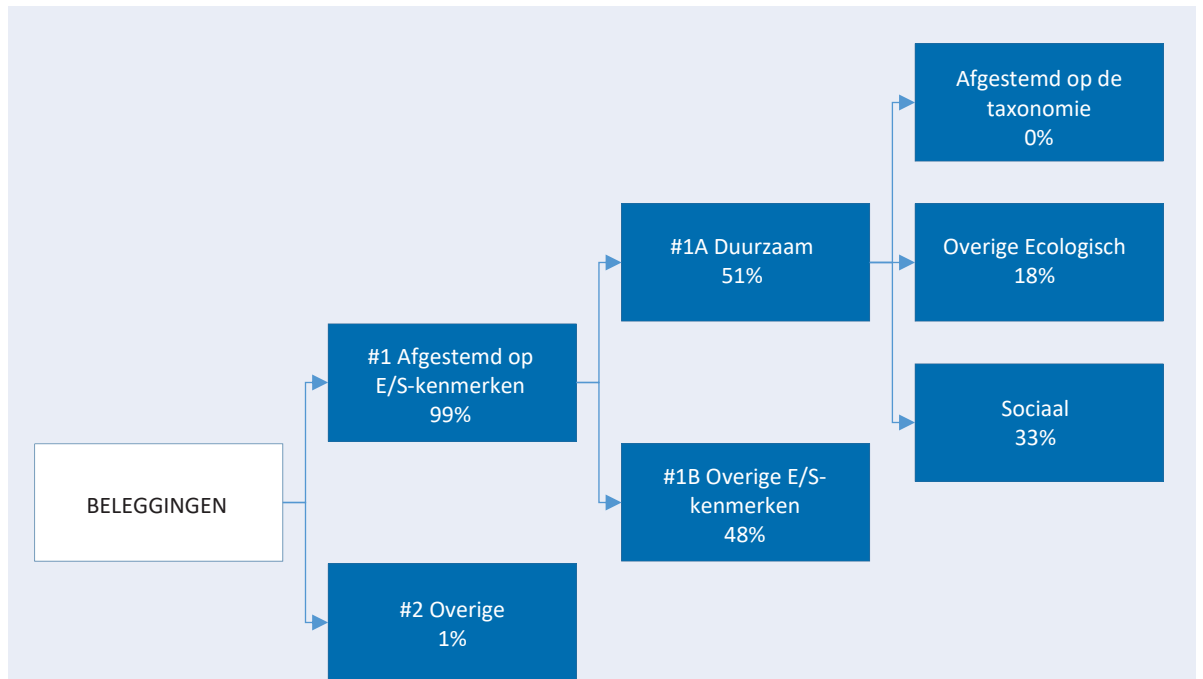 BELEGGINGEN
#1 Afgestemd op
E/S-kenmerken
99%
#2 Overige
1%
#1A Duurzaam
51%
#1B Overige E/S-
kenmerken
48%
Afgestemd op de
taxonomie
0%
Overige Ecologisch
18%
Sociaal
33%